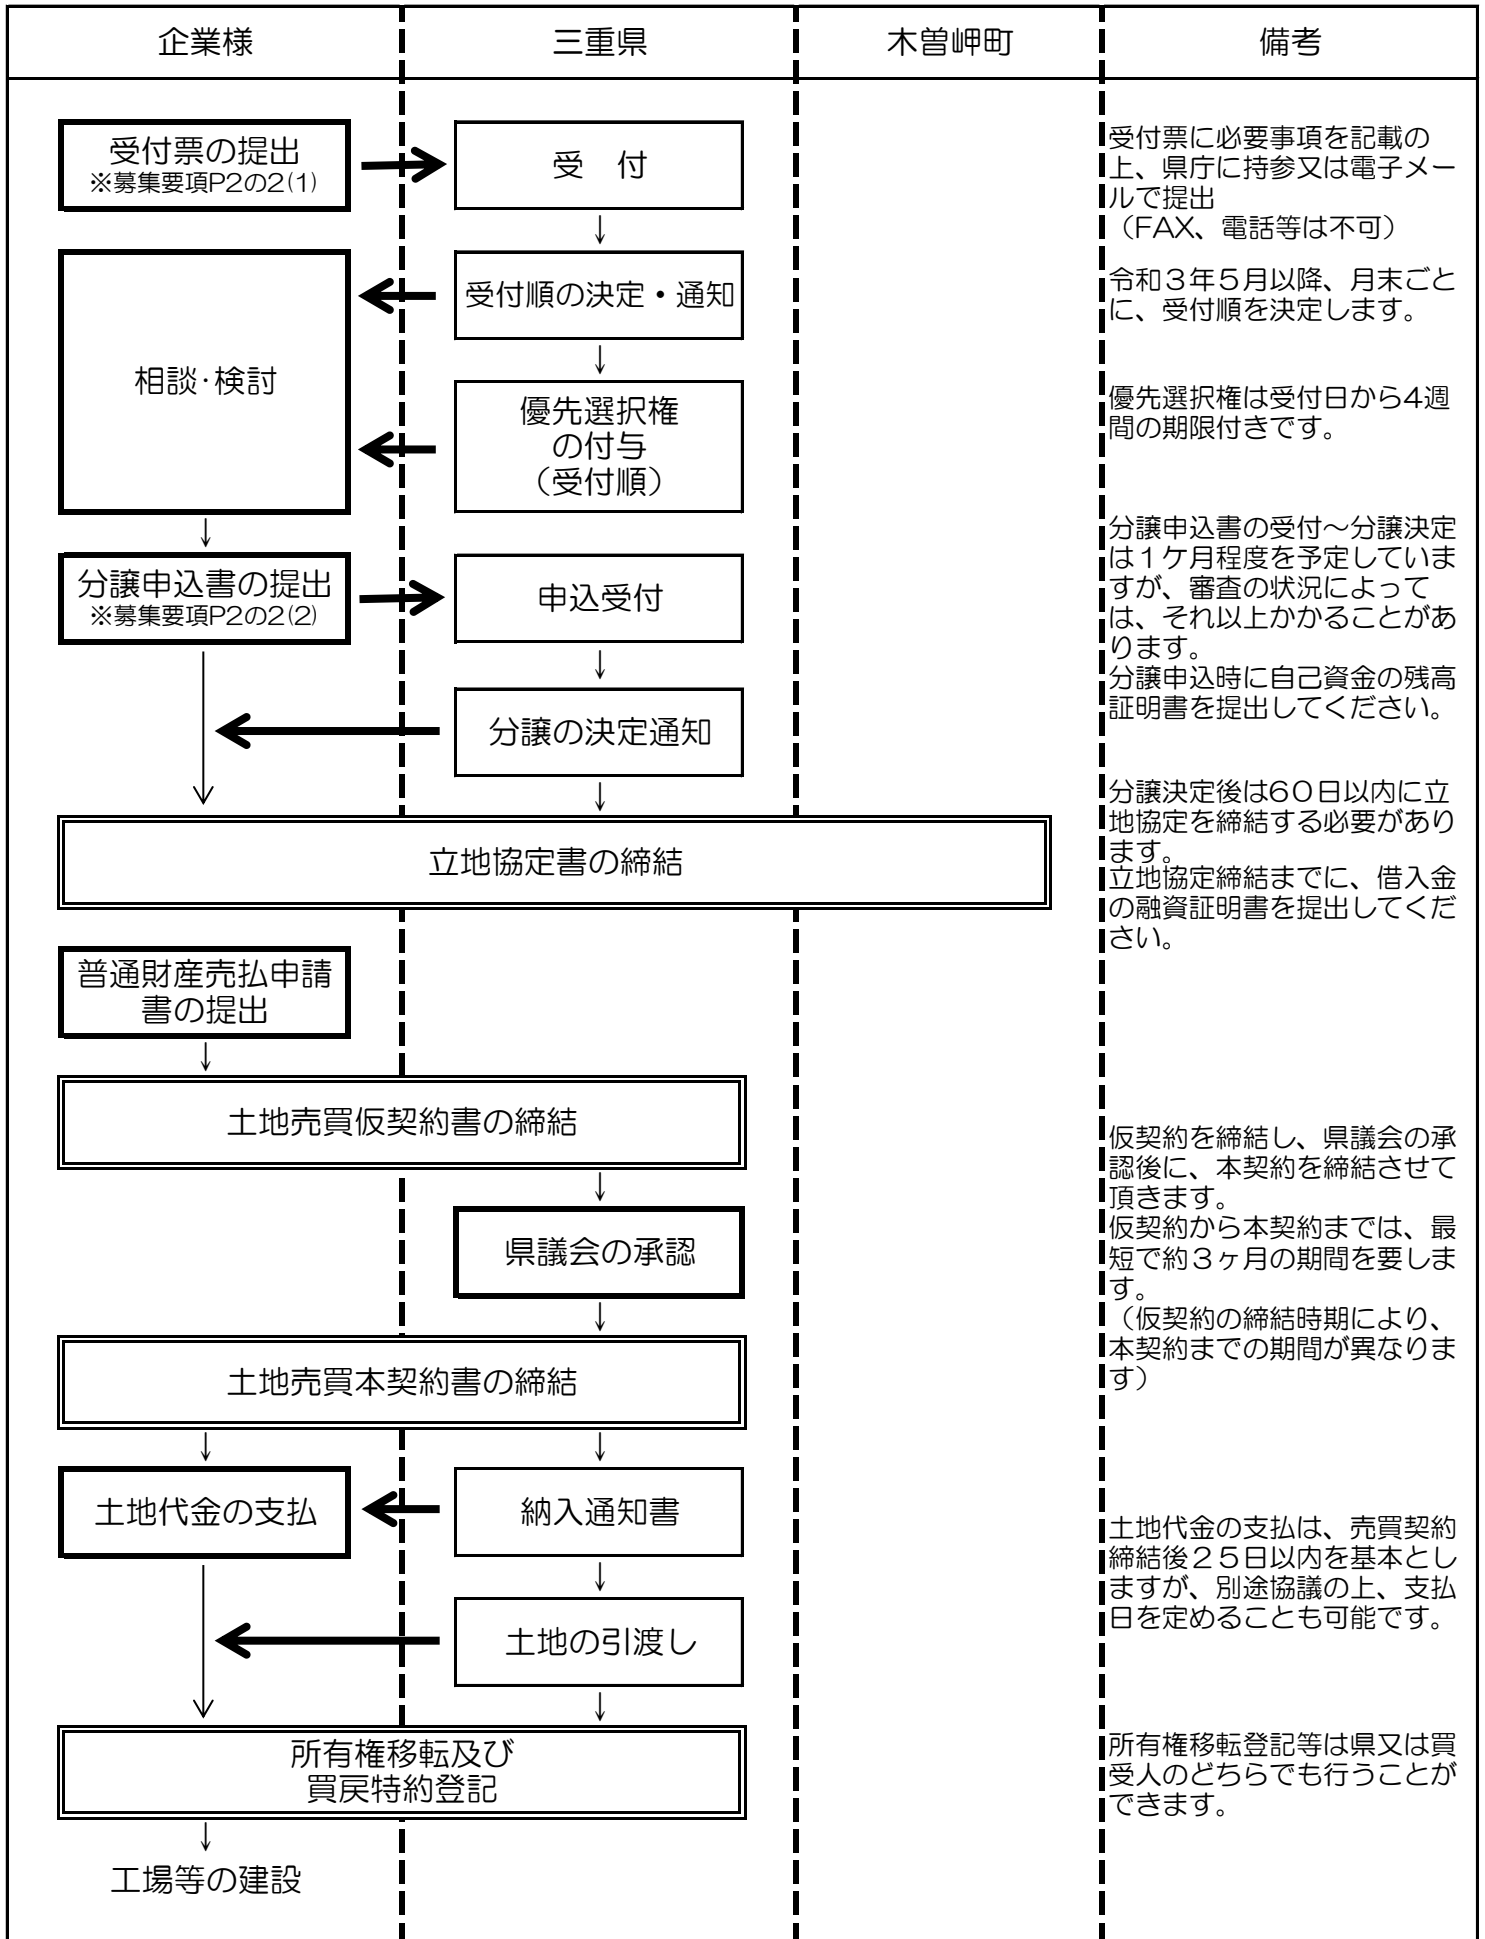 企業様
三重県
木曽岬町
備考
受付票の提出
※募集要項P2の2(1)
受　付
受付票に必要事項を記載の
上、県庁に持参又は電子メー
ルで提出
（FAX、電話等は不可）
受付順の決定・通知
令和３年５月以降、月末ごと
に、受付順を決定します。
相談･検討
優先選択権
の付与
（受付順）
優先選択権は受付日から4週
間の期限付きです。
分譲申込書の提出
※募集要項P2の2(2)
申込受付
分譲申込書の受付～分譲決定
は１ケ月程度を予定していま
すが、審査の状況によって
は、それ以上かかることがあ
ります。
分譲申込時に自己資金の残高
証明書を提出してください。
分譲の決定通知
分譲決定後は60日以内に立
地協定を締結する必要があり
ます。
立地協定締結までに、借入金
の融資証明書を提出してくだ
さい。
立地協定書の締結
普通財産売払申請
書の提出
土地売買仮契約書の締結
仮契約を締結し、県議会の承
認後に、本契約を締結させて
頂きます。
仮契約から本契約までは、最
短で約３ヶ月の期間を要しま
す。
（仮契約の締結時期により、
本契約までの期間が異なりま
す）
県議会の承認
土地売買本契約書の締結
土地代金の支払
納入通知書
土地代金の支払は、売買契約
締結後２５日以内を基本とし
ますが、別途協議の上、支払
日を定めることも可能です。
土地の引渡し
所有権移転及び
買戻特約登記
所有権移転登記等は県又は買
受人のどちらでも行うことが
できます。
工場等の建設